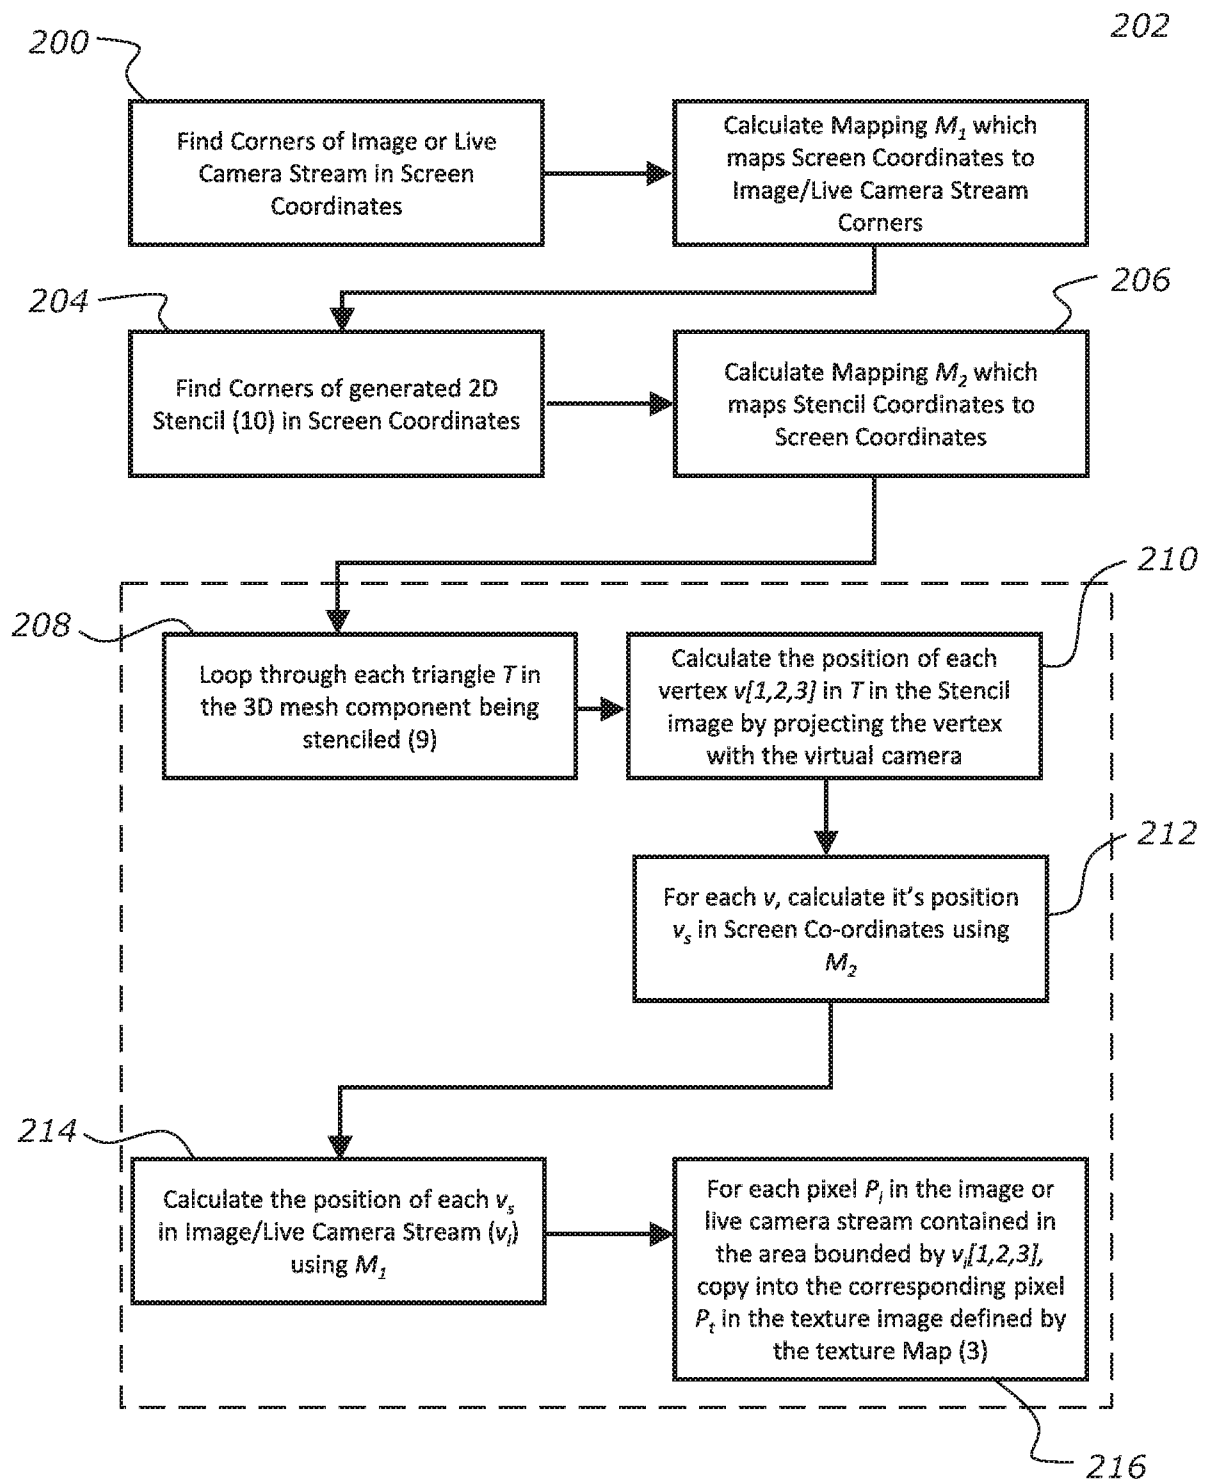 202
200
Find Corners of Image or Live
Camera Stream in Screen
Coordinates
Calculate Mapping M1 which
maps Screen Coordinates to
Image/Live Camera Stream
Corners
204
206
Find Corners of generated 2D
Stencil (10) in Screen Coordinates
Calculate Mapping M2 which
maps Stencil Coordinates to
Screen Coordinates
210
208
Loop through each triangle T in
the 3D mesh component being
stenciled (9)
Calculate the position of each
vertex v[1,2,3] in T in the Stencil
image by projecting the vertex
with the virtual camera
212
For each v, calculate it's position
vs in Screen Co-ordinates using
M2
214
Calculate the position of each vs
in Image/Live Camera Stream (vi)
using M1
For each pixel Pi in the image or
live camera stream contained in
the area bounded by vi[1,2,3],
copy into the corresponding pixel
Pt in the texture image defined by
the texture Map (3)
216